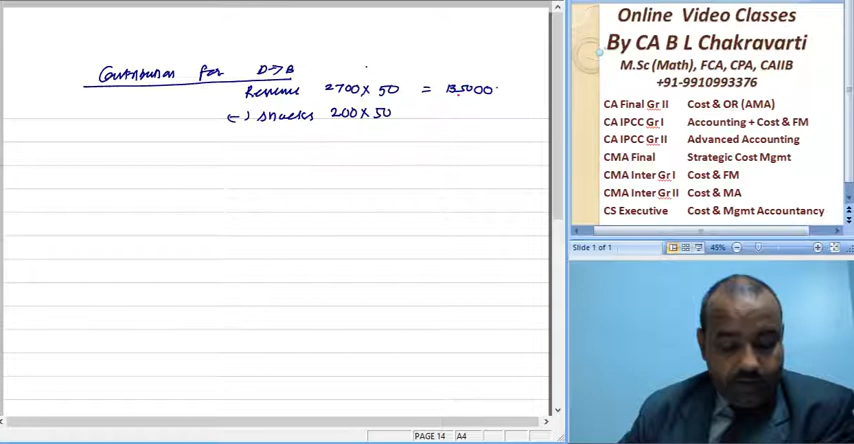 Contribution for D→B
Revenue 2700 × 50 = 135000
(-) Snacks 200 × 50
Online Video Classes
By CA B L Chakravarti
M.Sc (Math), FCA, CPA, CAIIB
+91-9910993376
CA Final Gr II Cost & OR (AMA)
CA IPCC Gr I Accounting + Cost & FM
CA IPCC Gr II Advanced Accounting
CMA Final Strategic Cost Mgmt
CMA Inter Gr I Cost & FM
CMA Inter Gr II Cost & MA
CS Executive Cost & Mgmt Accountancy
Slide 1 of 1 45%
PAGE 14 A4